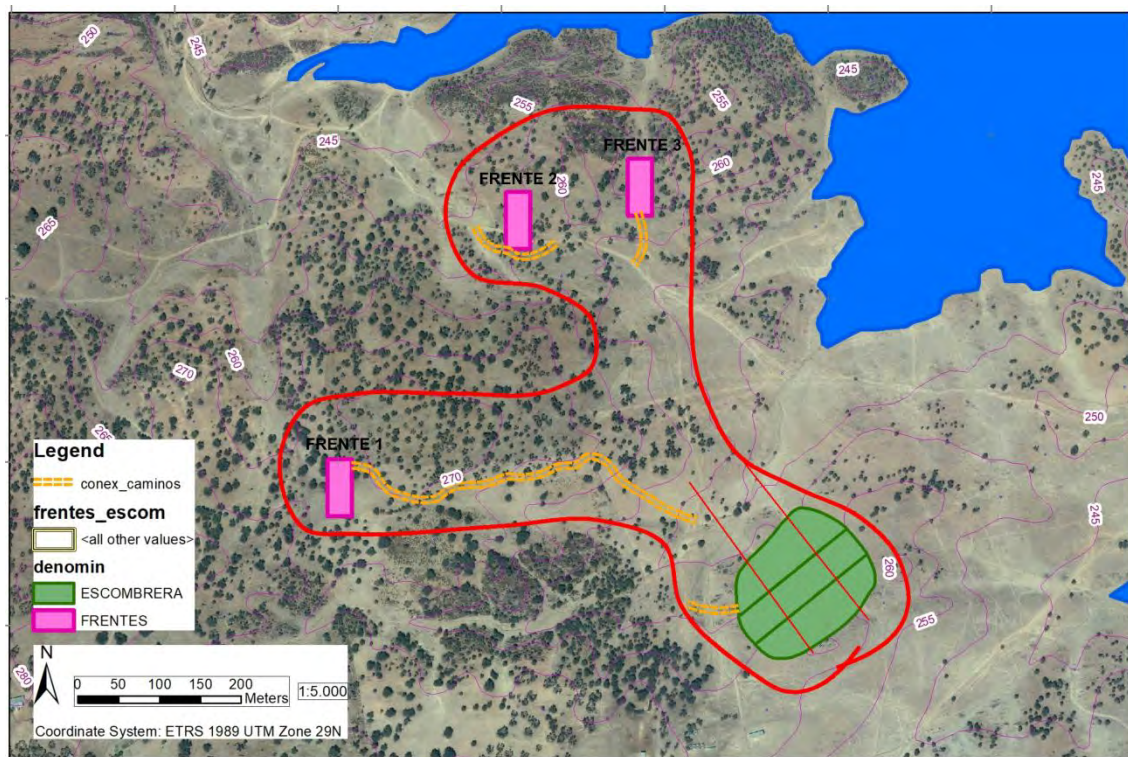 250
245
245
255
255
245
FRENTE 3
260
245
FRENTE 2
260
265
260
270
250
FRENTE 1
265
270
245
260
255
280
Legend
conex_caminos
frentes_escom
<all other values>
denomin
ESCOMBRERA
FRENTES
N
0 50 100 150 200
Meters
1:5.000
Coordinate System: ETRS 1989 UTM Zone 29N